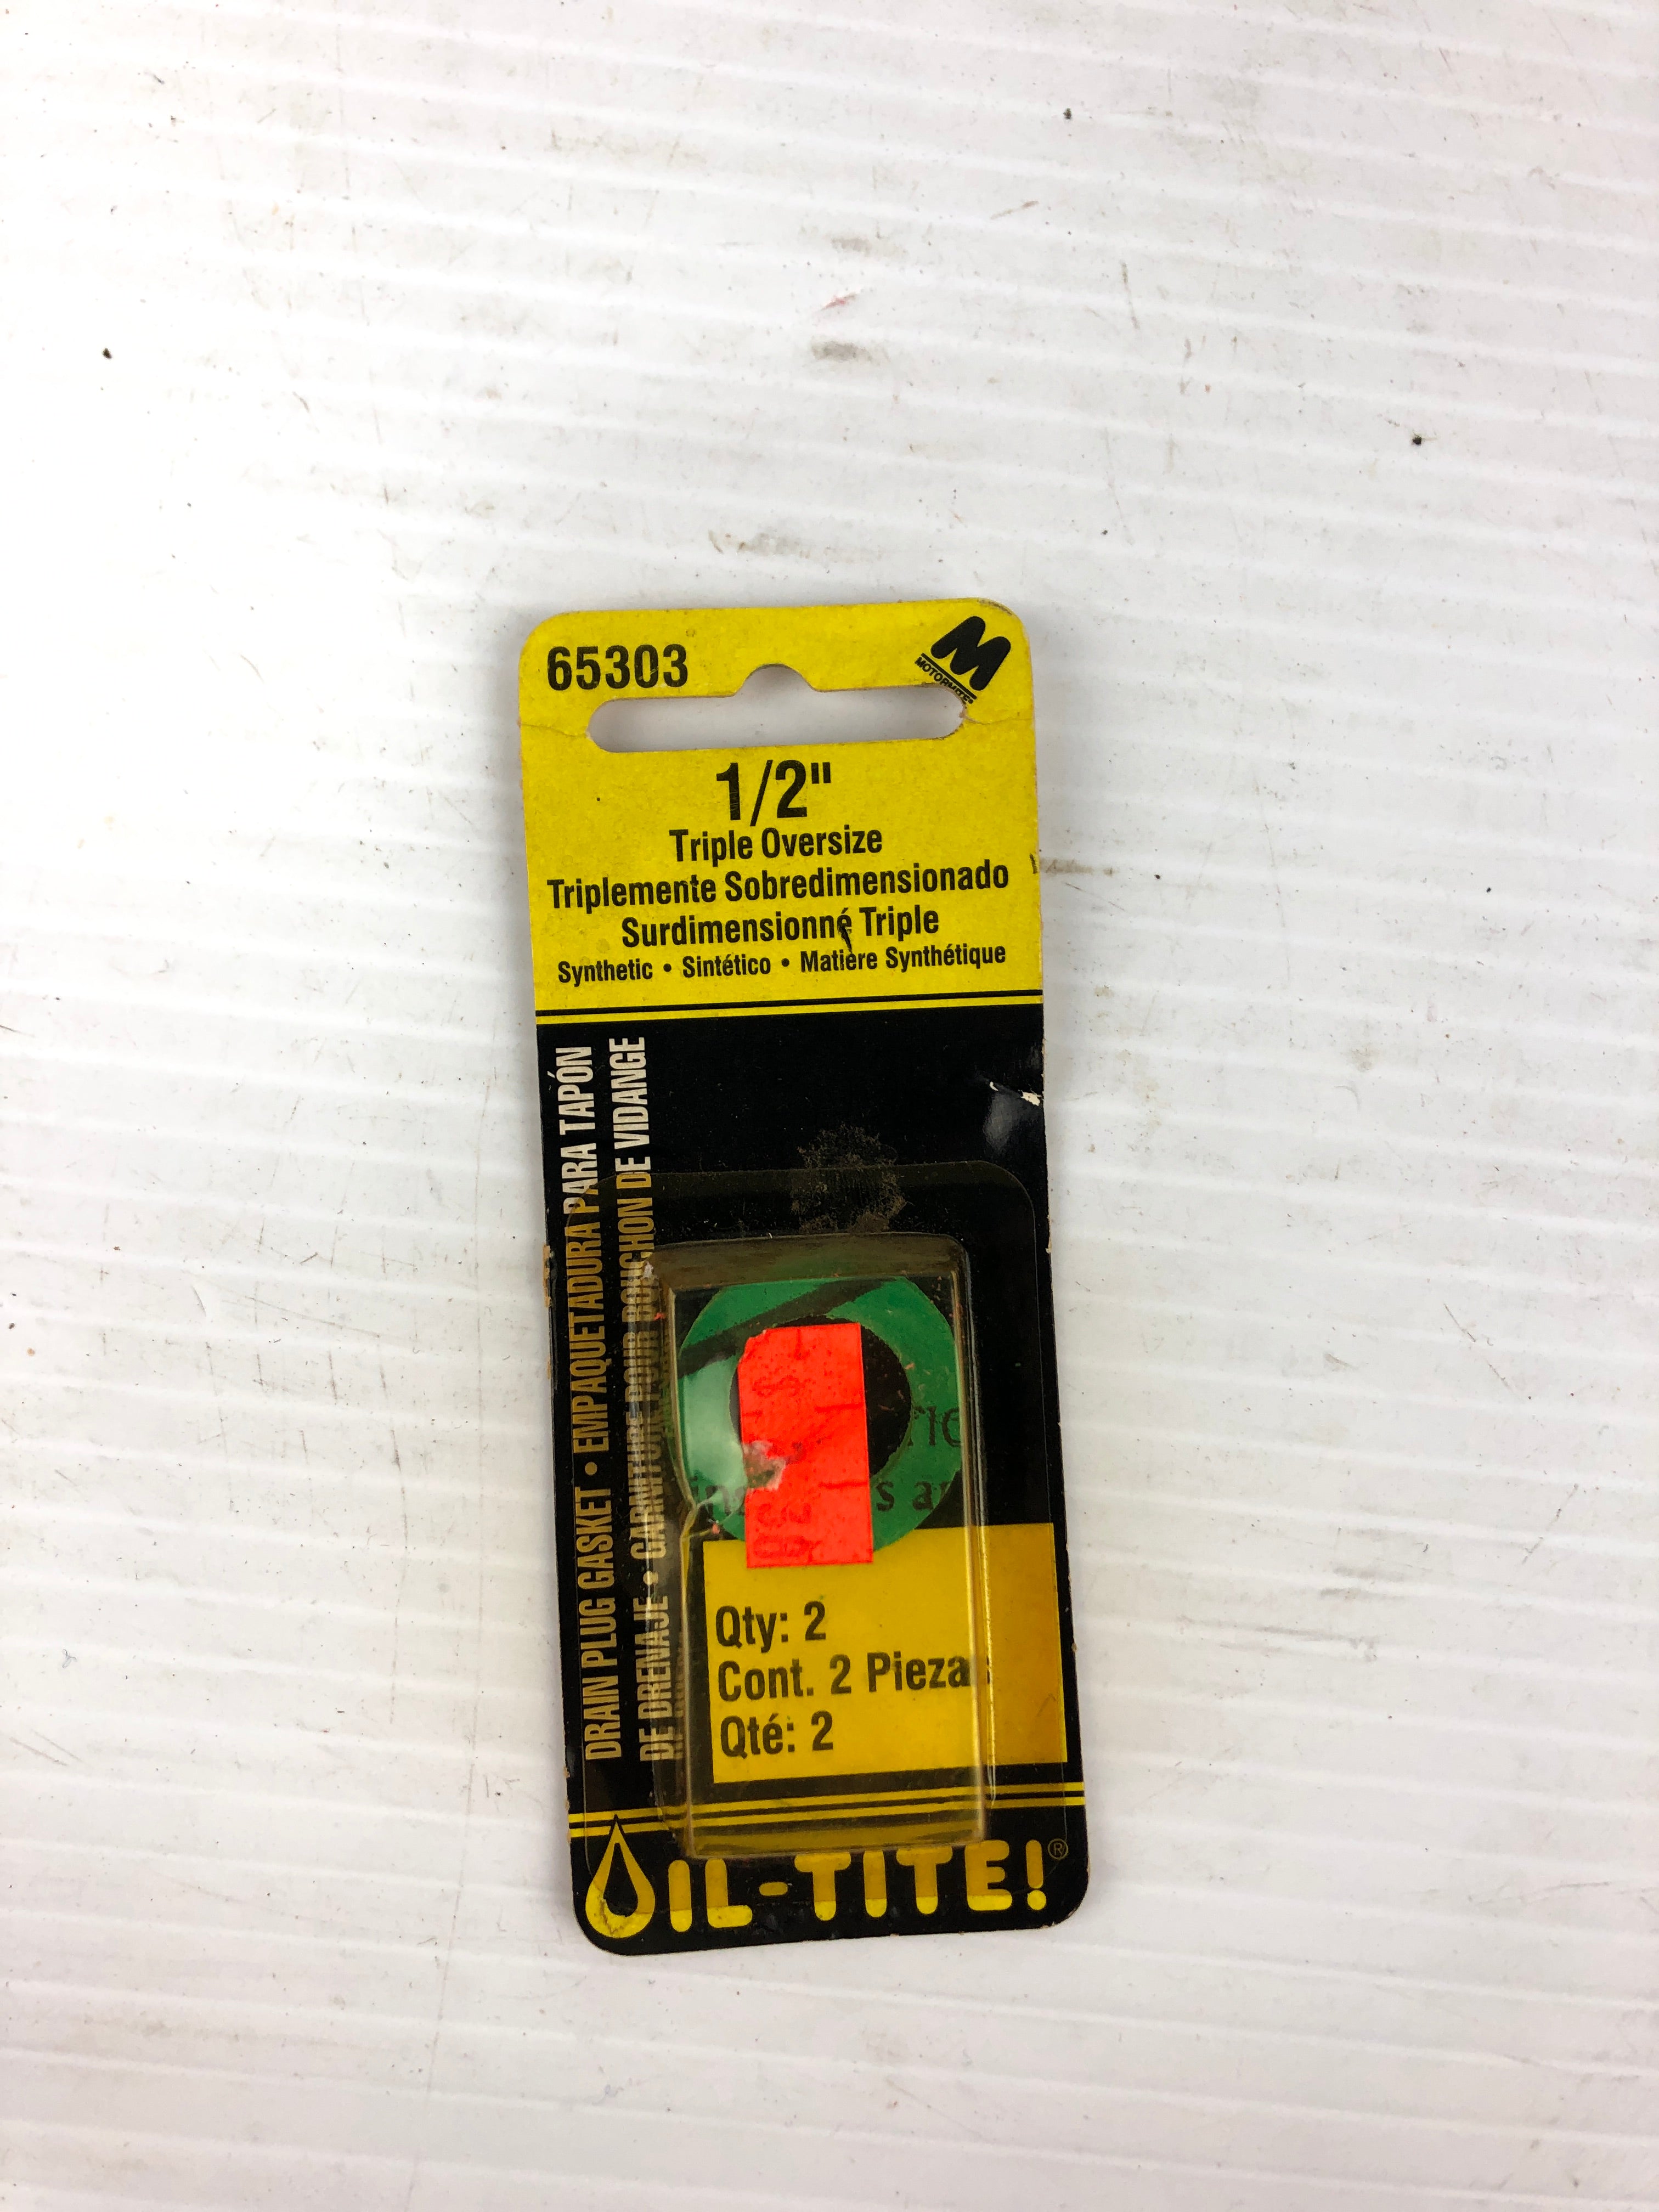 65303
M
MOTORMITE
1/2"
Triple Oversize
Triplemente Sobredimensionado
Surdimensionné Triple
Synthetic • Sintético • Matière Synthétique
DRAIN PLUG GASKET • EMPAQUETADURA PARA TAPÓN
DE DRENAJE • GARNITURE POUR BOUCHON DE VIDANGE
Qty: 2
Cont. 2 Pieza
Qté: 2
OIL-TITE!®